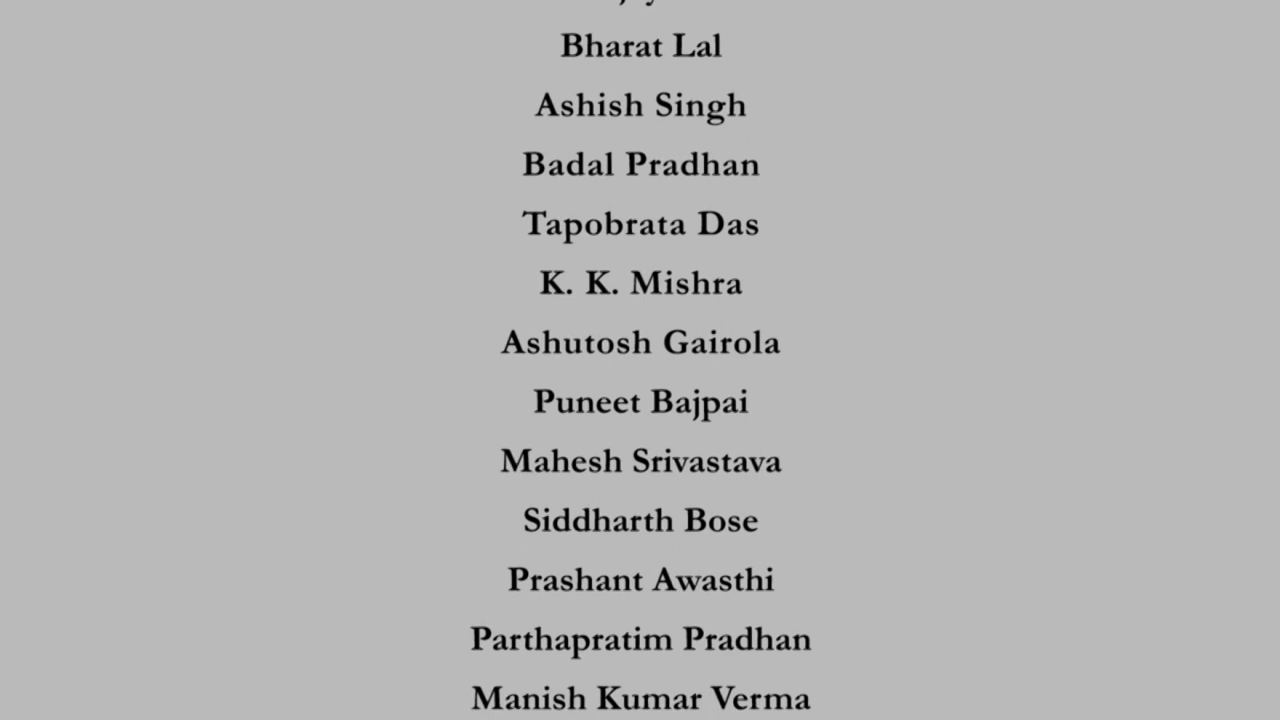 Bharat Lal
Ashish Singh
Badal Pradhan
Tapobrata Das
K. K. Mishra
Ashutosh Gairola
Puneet Bajpai
Mahesh Srivastava
Siddharth Bose
Prashant Awasthi
Parthapratim Pradhan
Manish Kumar Verma